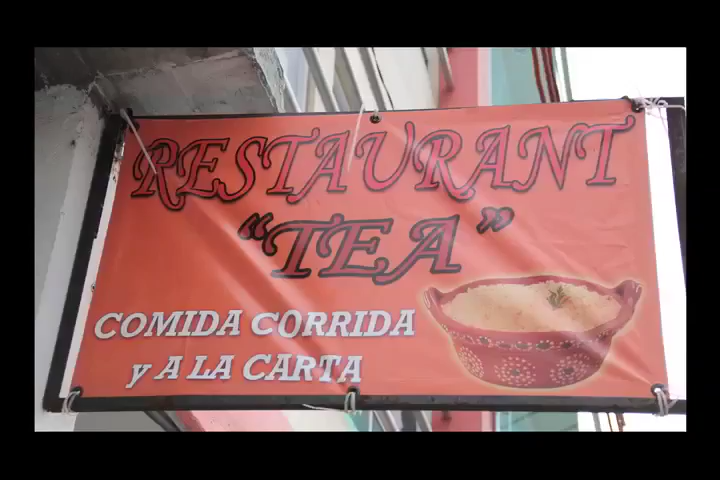 RESTAURANT
“TEA”
COMIDA CORRIDA
y A LA CARTA